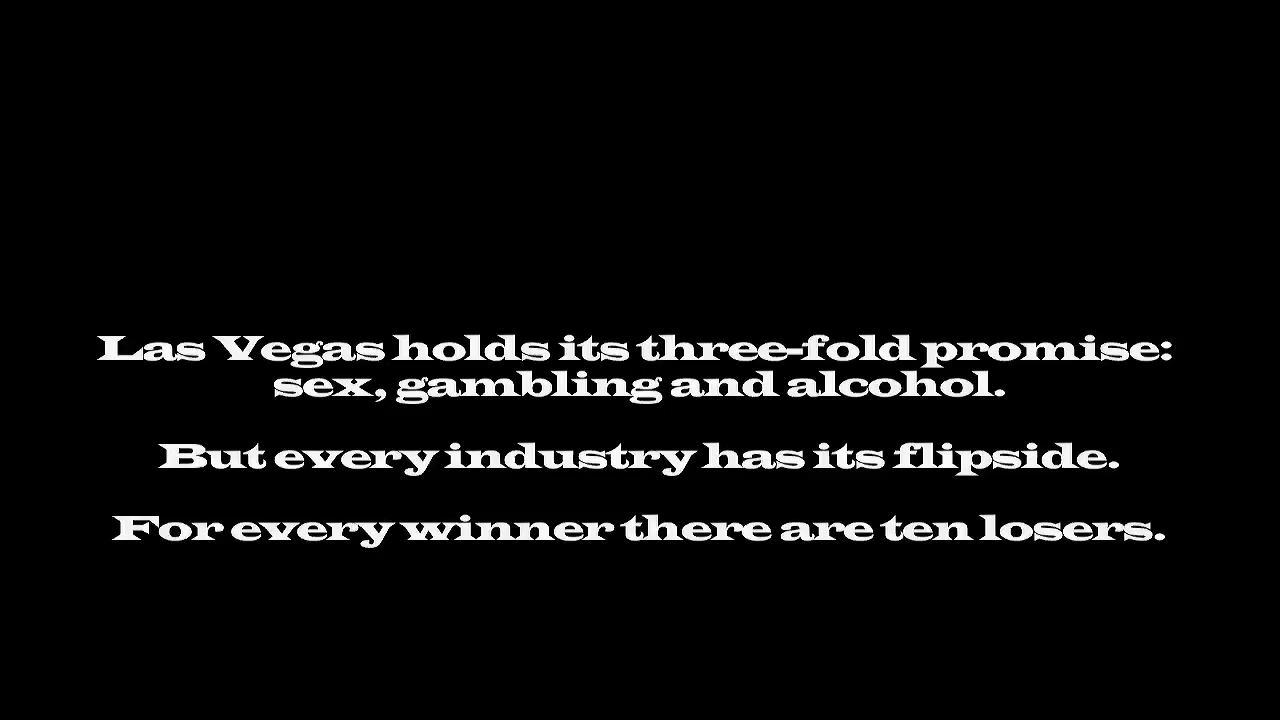 Las Vegas holds its three-fold promise:
sex, gambling and alcohol.
But every industry has its flipside.
For every winner there are ten losers.